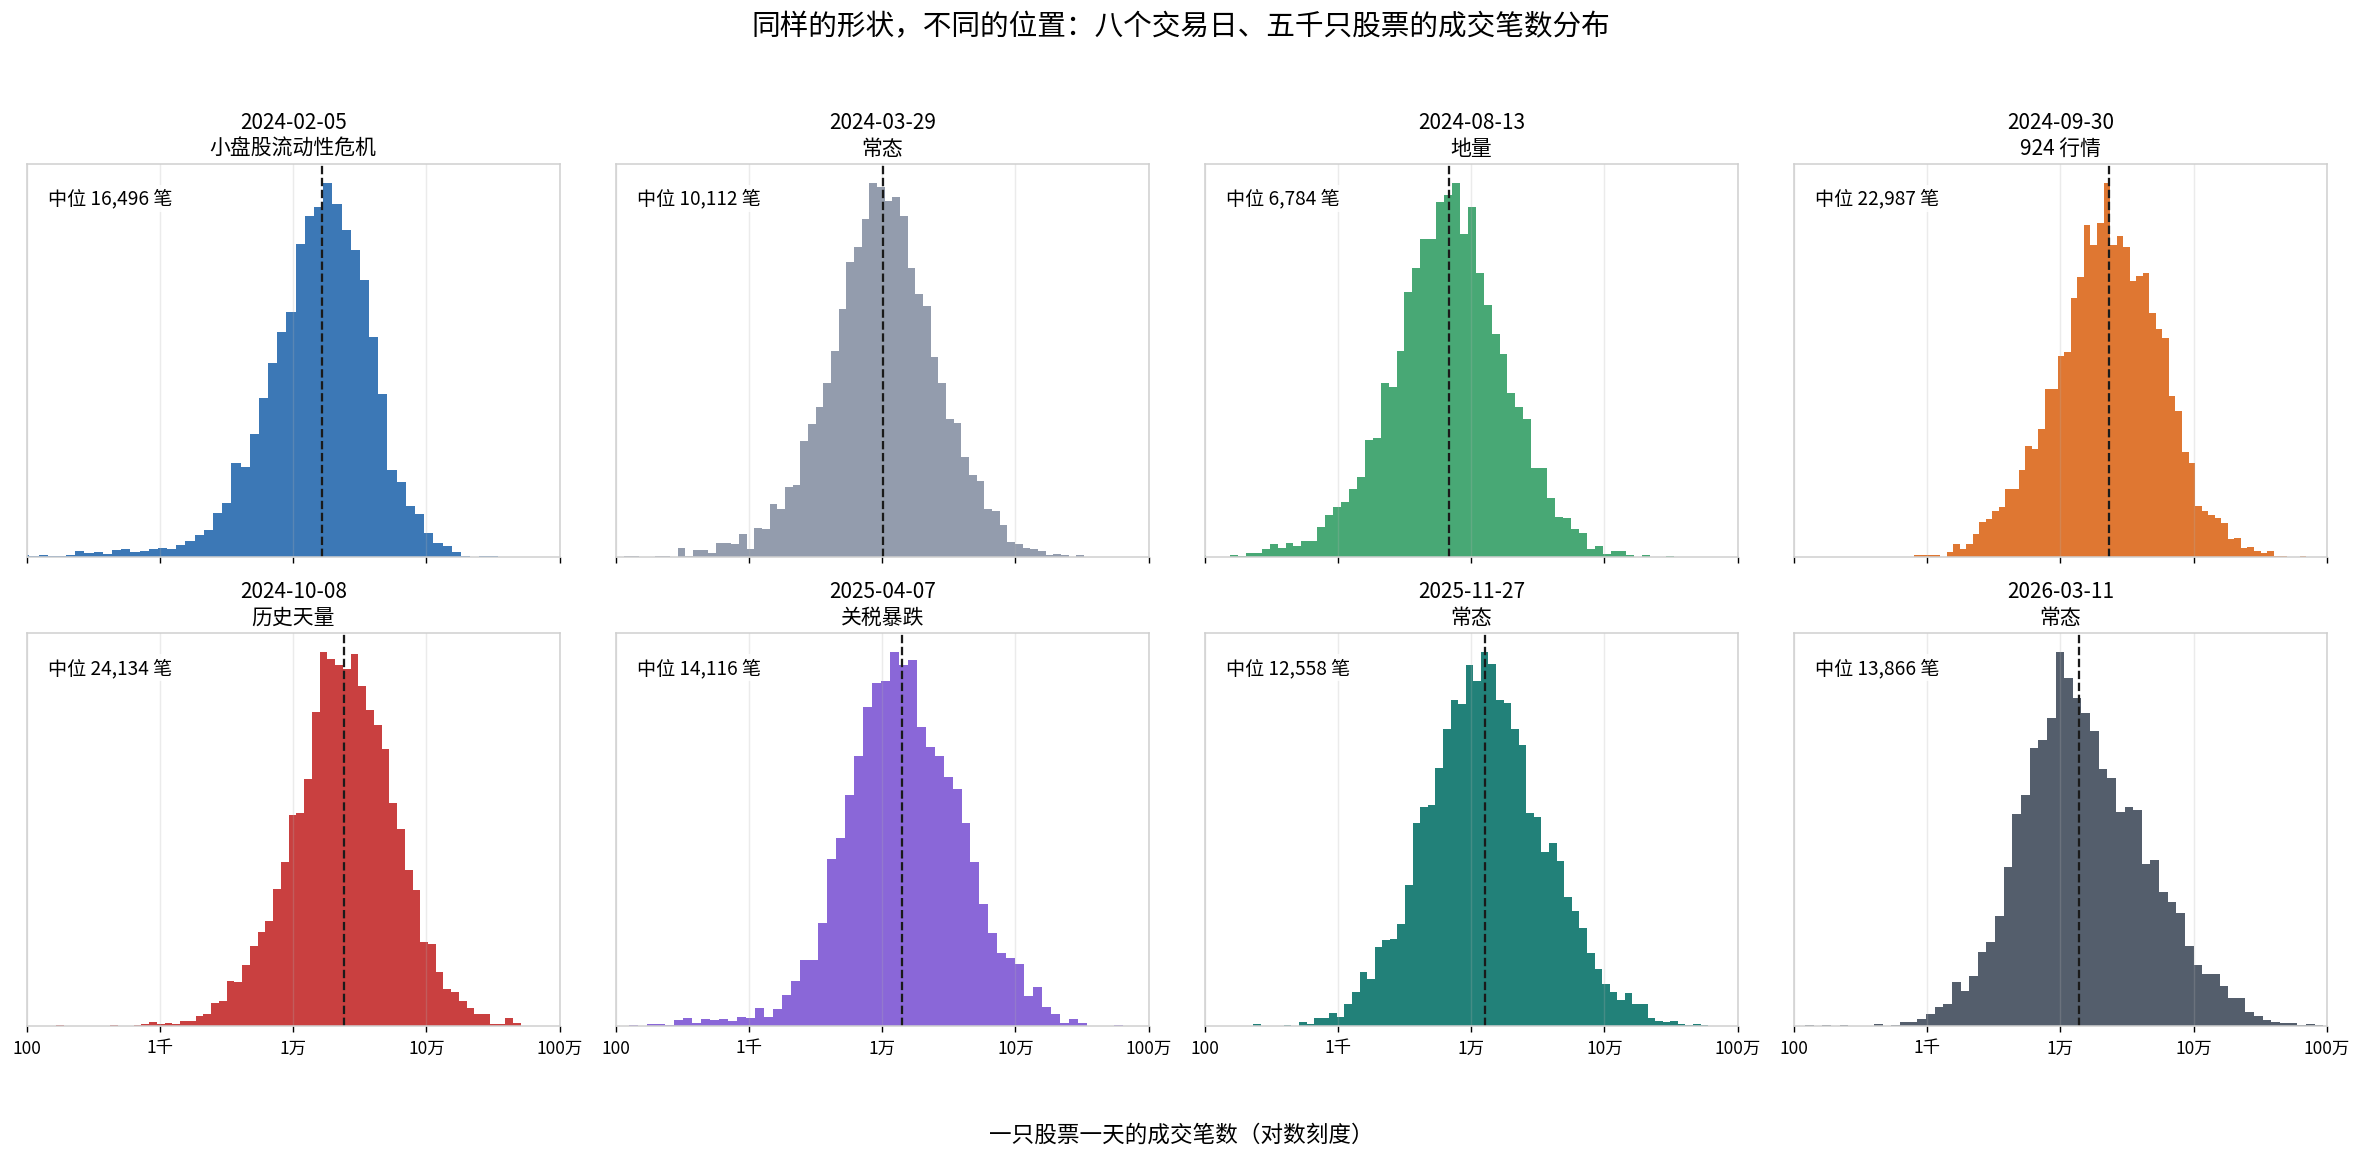 同样的形状，不同的位置：八个交易日、五千只股票的成交笔数分布
2024-02-05
小盘股流动性危机
中位 16,496 笔
2024-03-29
常态
中位 10,112 笔
2024-08-13
地量
中位 6,784 笔
2024-09-30
924 行情
中位 22,987 笔
2024-10-08
历史天量
中位 24,134 笔
100 1千 1万 10万 100万
2025-04-07
关税暴跌
中位 14,116 笔
100 1千 1万 10万 100万
2025-11-27
常态
中位 12,558 笔
100 1千 1万 10万 100万
2026-03-11
常态
中位 13,866 笔
100 1千 1万 10万 100万
一只股票一天的成交笔数（对数刻度）